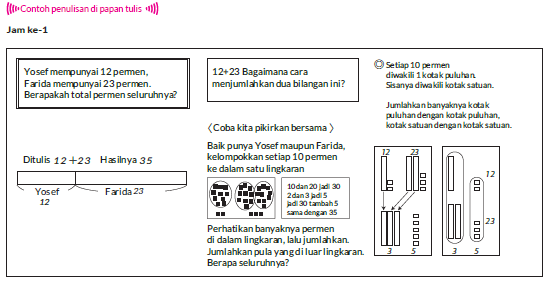 Contoh penulisan di papan tulis
Jam ke-1
Yosef mempunyai 12 permen,
Farida mempunyai 23 permen.
Berapakah total permen seluruhnya?
Ditulis 12+23 Hasilnya 35
Yosef
12
Farida 23
12+23 Bagaimana cara
menjumlahkan dua bilangan ini?
〈Coba kita pikirkan bersama〉
Baik punya Yosef maupun Farida,
kelompokkan setiap 10 permen
ke dalam satu lingkaran
10 dan 20 jadi 30
2 dan 3 jadi 5
jadi 30 tambah 5
sama dengan 35
Perhatikan banyaknya permen
di dalam lingkaran, lalu jumlahkan.
Jumlahkan pula yang di luar lingkaran.
Berapa seluruhnya?
◎ Setiap 10 permen
diwakili 1 kotak puluhan.
Sisanya diwakili kotak satuan.
Jumlahkan banyaknya kotak
puluhan dengan kotak puluhan,
kotak satuan dengan kotak satuan.
12 23
3 5
12
23
3 5